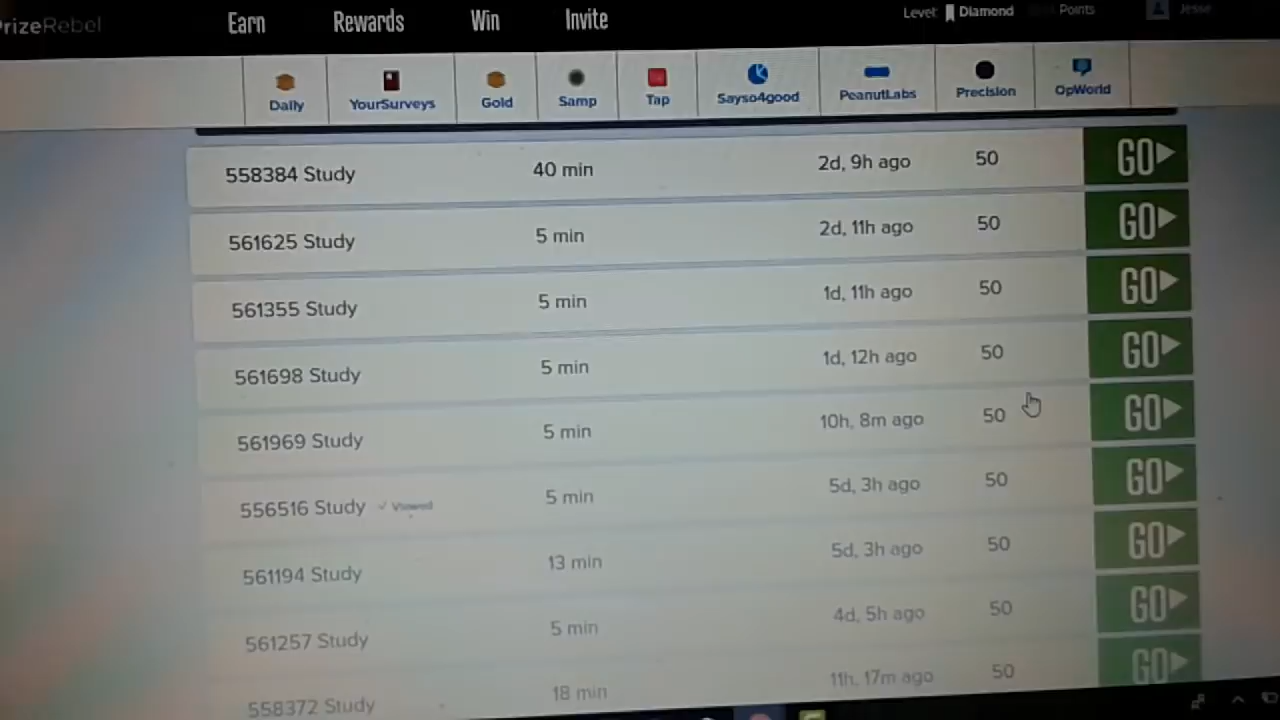 rizeRebel Earn Rewards Win Invite Level: Diamond Points Jesse
Daily YourSurveys Gold Samp Tap Sayso4good PeanutLabs Precision OpWorld
558384 Study 40 min 2d, 9h ago 50 GO
561625 Study 5 min 2d, 11h ago 50 GO
561355 Study 5 min 1d, 11h ago 50 GO
561698 Study 5 min 1d, 12h ago 50 GO
561969 Study 5 min 10h, 8m ago 50 GO
556516 Study ✓ Viewed 5 min 5d, 3h ago 50 GO
561194 Study 13 min 5d, 3h ago 50 GO
561257 Study 5 min 4d, 5h ago 50 GO
558372 Study 18 min 11h, 17m ago 50 GO